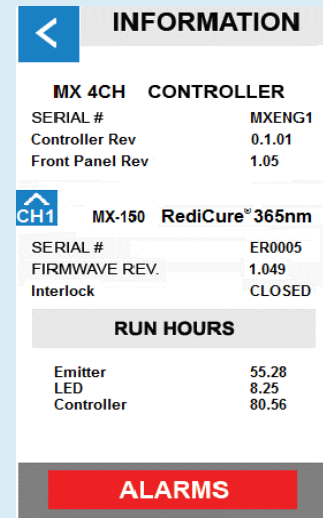 INFORMATION
MX 4CH CONTROLLER
SERIAL # MXENG1
Controller Rev 0.1.01
Front Panel Rev 1.05
CH1 MX-150 RediCure® 365nm
SERIAL # ER0005
FIRMWAVE REV. 1.049
Interlock CLOSED
RUN HOURS
Emitter 55.28
LED 8.25
Controller 80.56
ALARMS